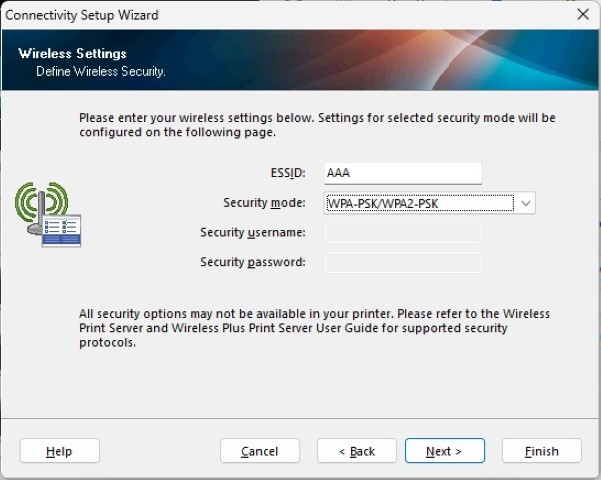 Connectivity Setup Wizard
Wireless Settings
Define Wireless Security.
Please enter your wireless settings below. Settings for selected security mode will be
configured on the following page.
ESSID: AAA
Security mode: WPA-PSK/WPA2-PSK
Security username:
Security password:
All security options may not be available in your printer. Please refer to the Wireless
Print Server and Wireless Plus Print Server User Guide for supported security
protocols.
Help Cancel < Back Next > Finish